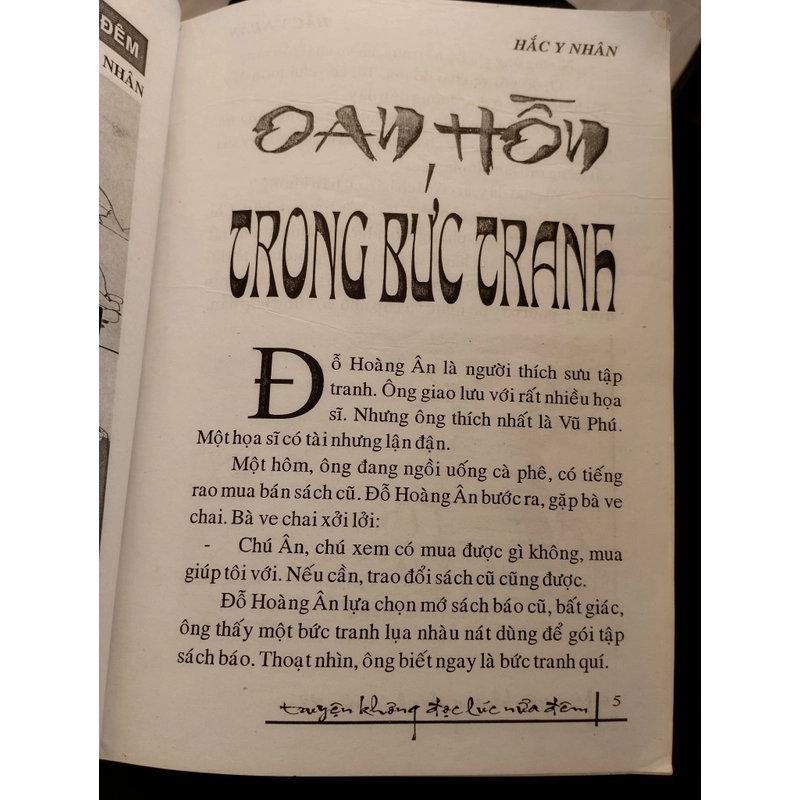 ĐÊM
NHÂN
HẮC Y NHÂN
OAN HỒN
TRONG BỨC TRANH
Đỗ Hoàng Ân là người thích sưu tập
tranh. Ông giao lưu với rất nhiều họa
sĩ. Nhưng ông thích nhất là Vũ Phú.
Một họa sĩ có tài nhưng lận đận.
Một hôm, ông đang ngồi uống cà phê, có tiếng
rao mua bán sách cũ. Đỗ Hoàng Ân bước ra, gặp bà ve
chai. Bà ve chai xởi lởi:
- Chú Ân, chú xem có mua được gì không, mua
giúp tôi với. Nếu cần, trao đổi sách cũ cũng được.
Đỗ Hoàng Ân lựa chọn mớ sách báo cũ, bất giác,
ông thấy một bức tranh lụa nhàu nát dùng để gói tập
sách báo. Thoạt nhìn, ông biết ngay là bức tranh quí.
truyện không đọc lúc nửa đêm 5